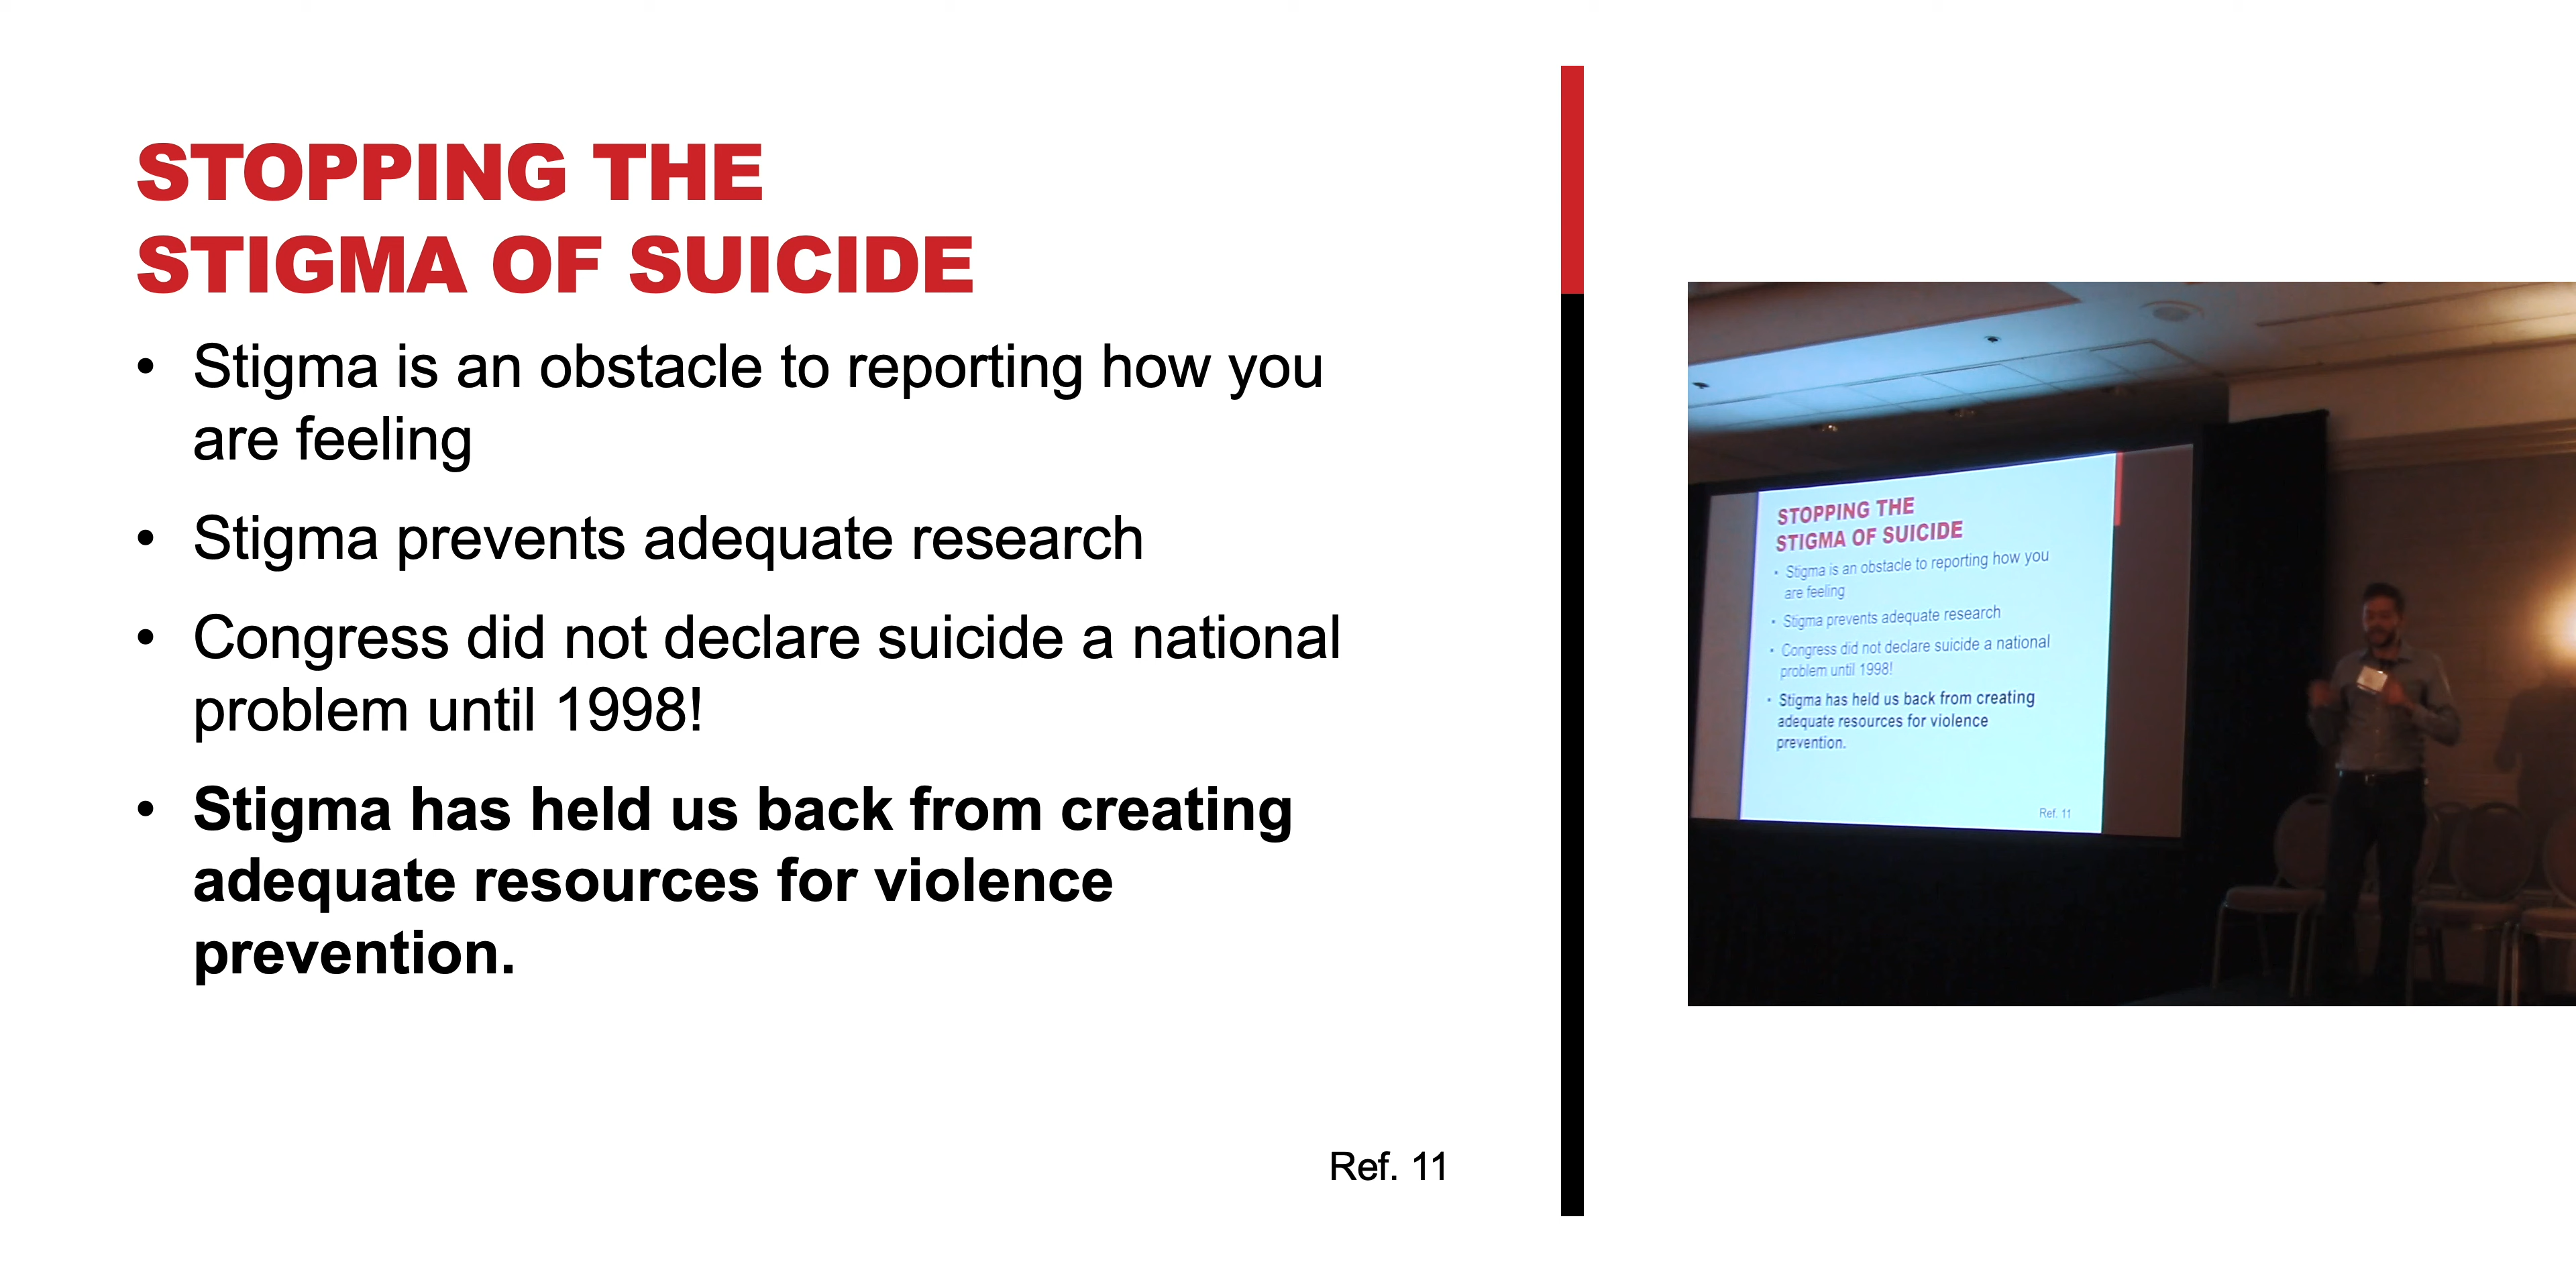 STOPPING THE
STIGMA OF SUICIDE
• Stigma is an obstacle to reporting how you
are feeling
• Stigma prevents adequate research
• Congress did not declare suicide a national
problem until 1998!
• Stigma has held us back from creating
adequate resources for violence
prevention.
Ref. 11
STOPPING THE
STIGMA OF SUICIDE
• Stigma is an obstacle to reporting how you
are feeling
• Stigma prevents adequate research
• Congress did not declare suicide a national
problem until 1998!
• Stigma has held us back from creating
adequate resources for violence
prevention.
Ref. 11